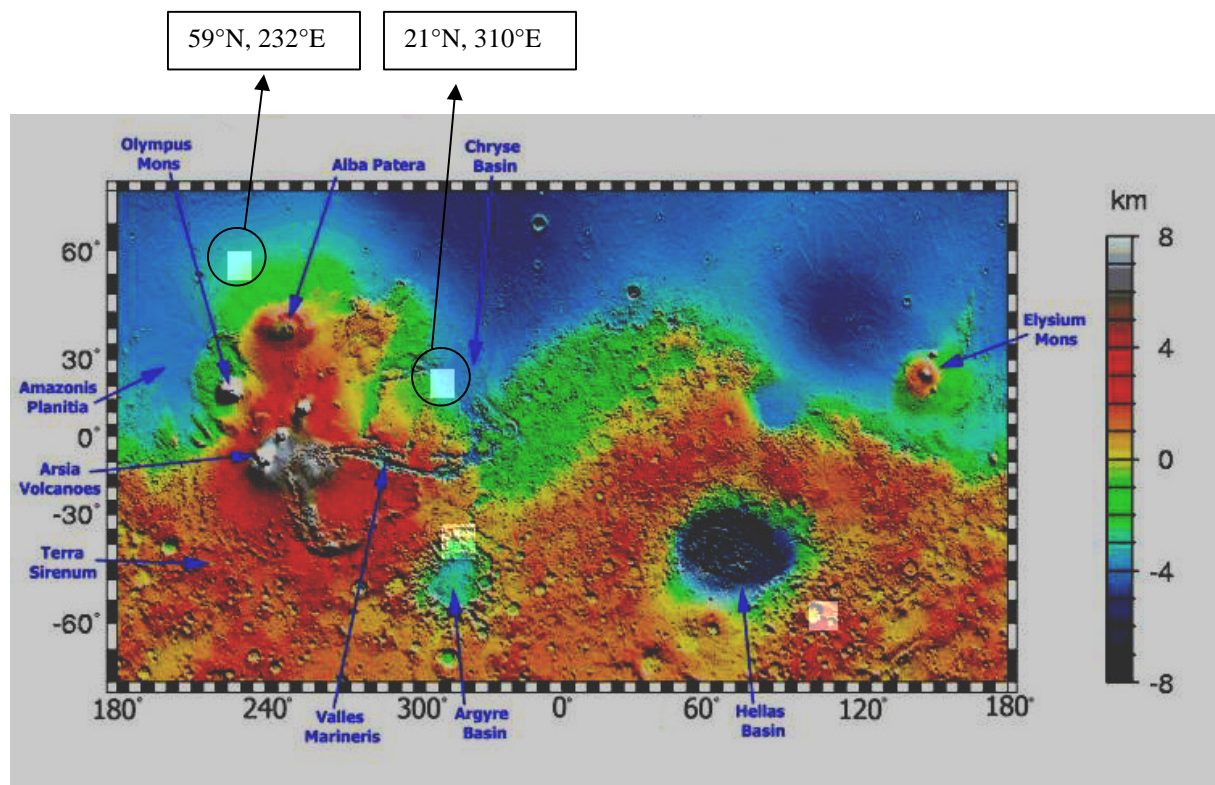 59°N, 232°E
21°N, 310°E
Olympus
Mons
Alba Patera
Chryse
Basin
km
8
60°
4
Elysium
Mons
30°
Amazonis
Planitia
0°
0
Arsia
Volcanoes
-30°
Terra
Sirenum
-4
-60°
-8
180°
240°
300°
0°
60°
120°
180°
Valles
Marineris
Argyre
Basin
Hellas
Basin